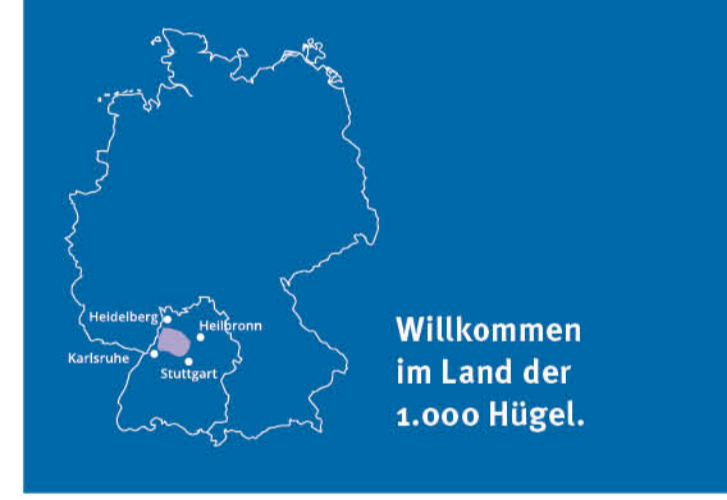 Heidelberg
Heilbronn
Karlsruhe
Stuttgart
Willkommen
im Land der
1.000 Hügel.